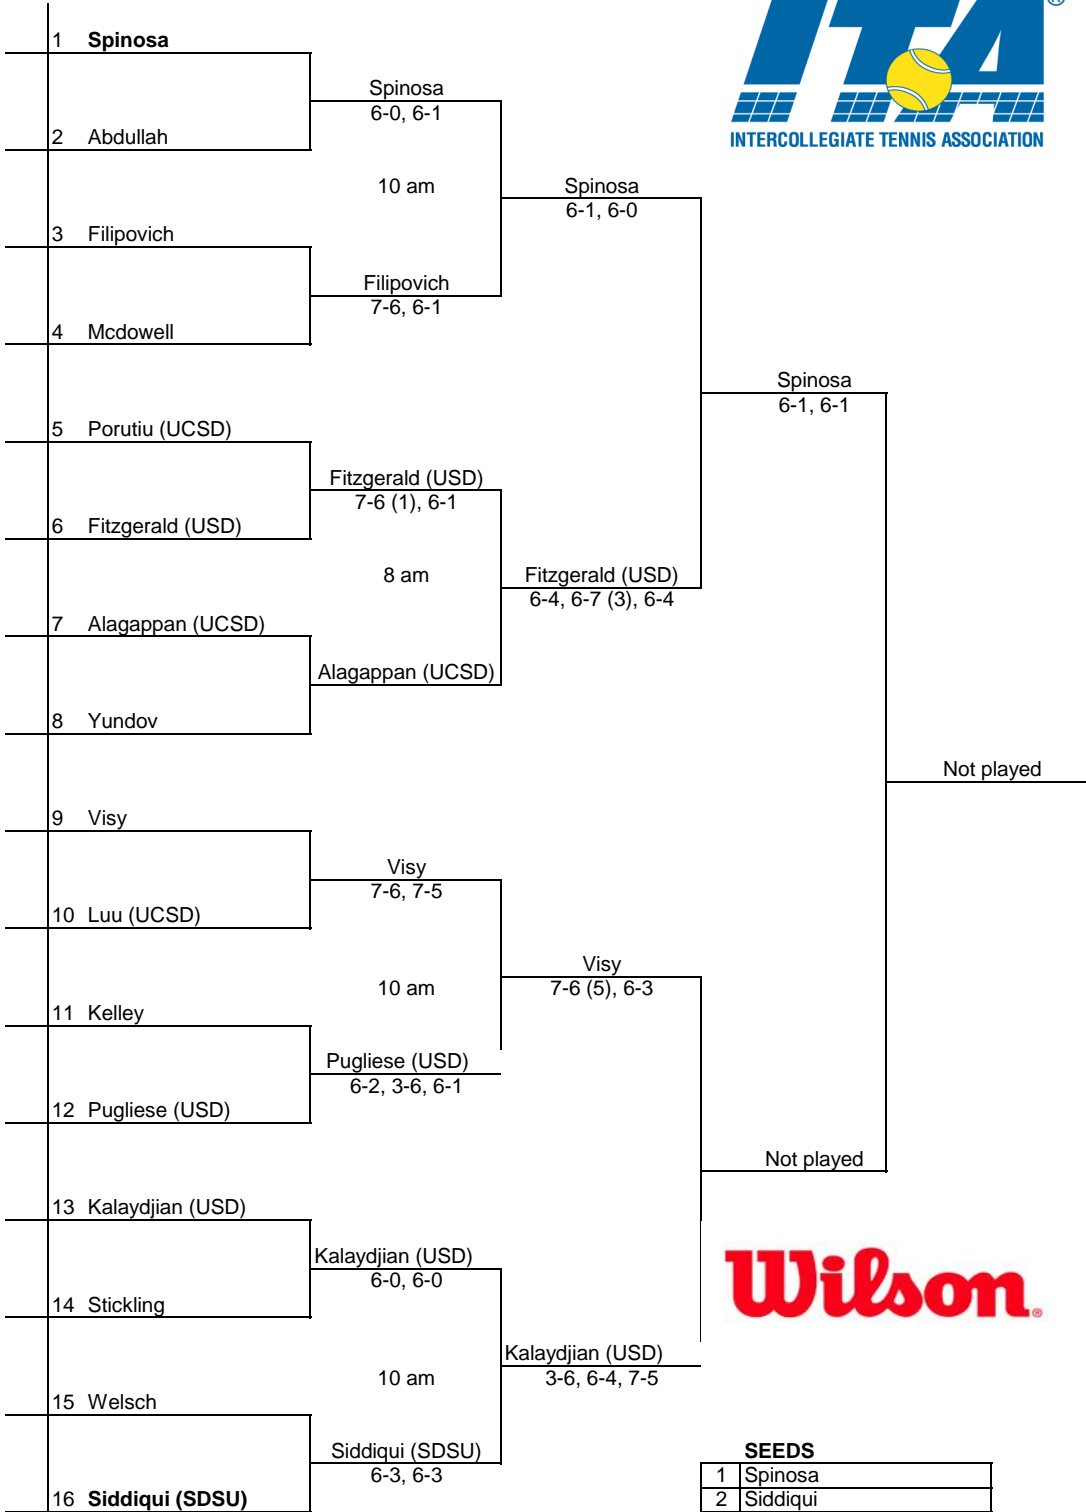 ITA®
INTERCOLLEGIATE TENNIS ASSOCIATION
1 Spinosa
Spinosa
6-0, 6-1
2 Abdullah
10 am
Spinosa
6-1, 6-0
3 Filipovich
Filipovich
7-6, 6-1
4 Mcdowell
Spinosa
6-1, 6-1
5 Porutiu (UCSD)
Fitzgerald (USD)
7-6 (1), 6-1
6 Fitzgerald (USD)
8 am
Fitzgerald (USD)
6-4, 6-7 (3), 6-4
7 Alagappan (UCSD)
Alagappan (UCSD)
8 Yundov
Not played
9 Visy
Visy
7-6, 7-5
10 Luu (UCSD)
Visy
7-6 (5), 6-3
10 am
11 Kelley
Pugliese (USD)
6-2, 3-6, 6-1
12 Pugliese (USD)
Not played
13 Kalaydjian (USD)
Kalaydjian (USD)
6-0, 6-0
Wilson®
14 Stickling
Kalaydjian (USD)
3-6, 6-4, 7-5
10 am
15 Welsch
Siddiqui (SDSU)
6-3, 6-3
SEEDS
1 Spinosa
16 Siddiqui (SDSU)
2 Siddiqui